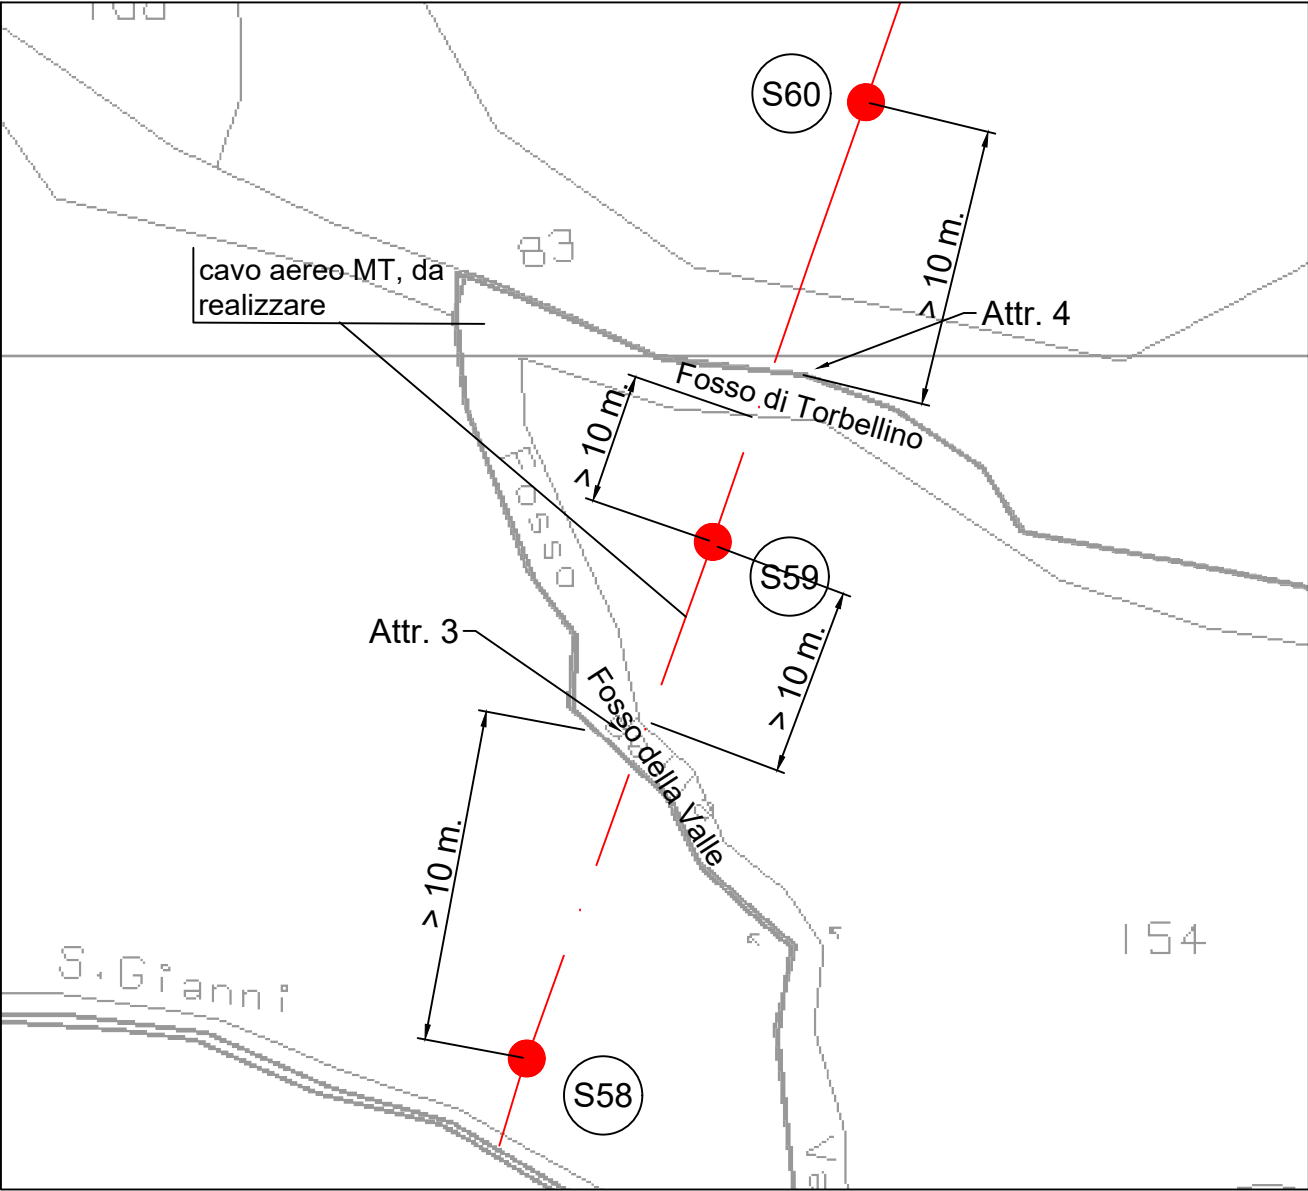 S60
83
> 10 m.
cavo aereo MT, da
realizzare
Attr. 4
Fosso di Torbellino
> 10 m.
Fosso
S59
Attr. 3
> 10 m.
Fosso della Valle
> 10 m.
154
S.Gianni
S58